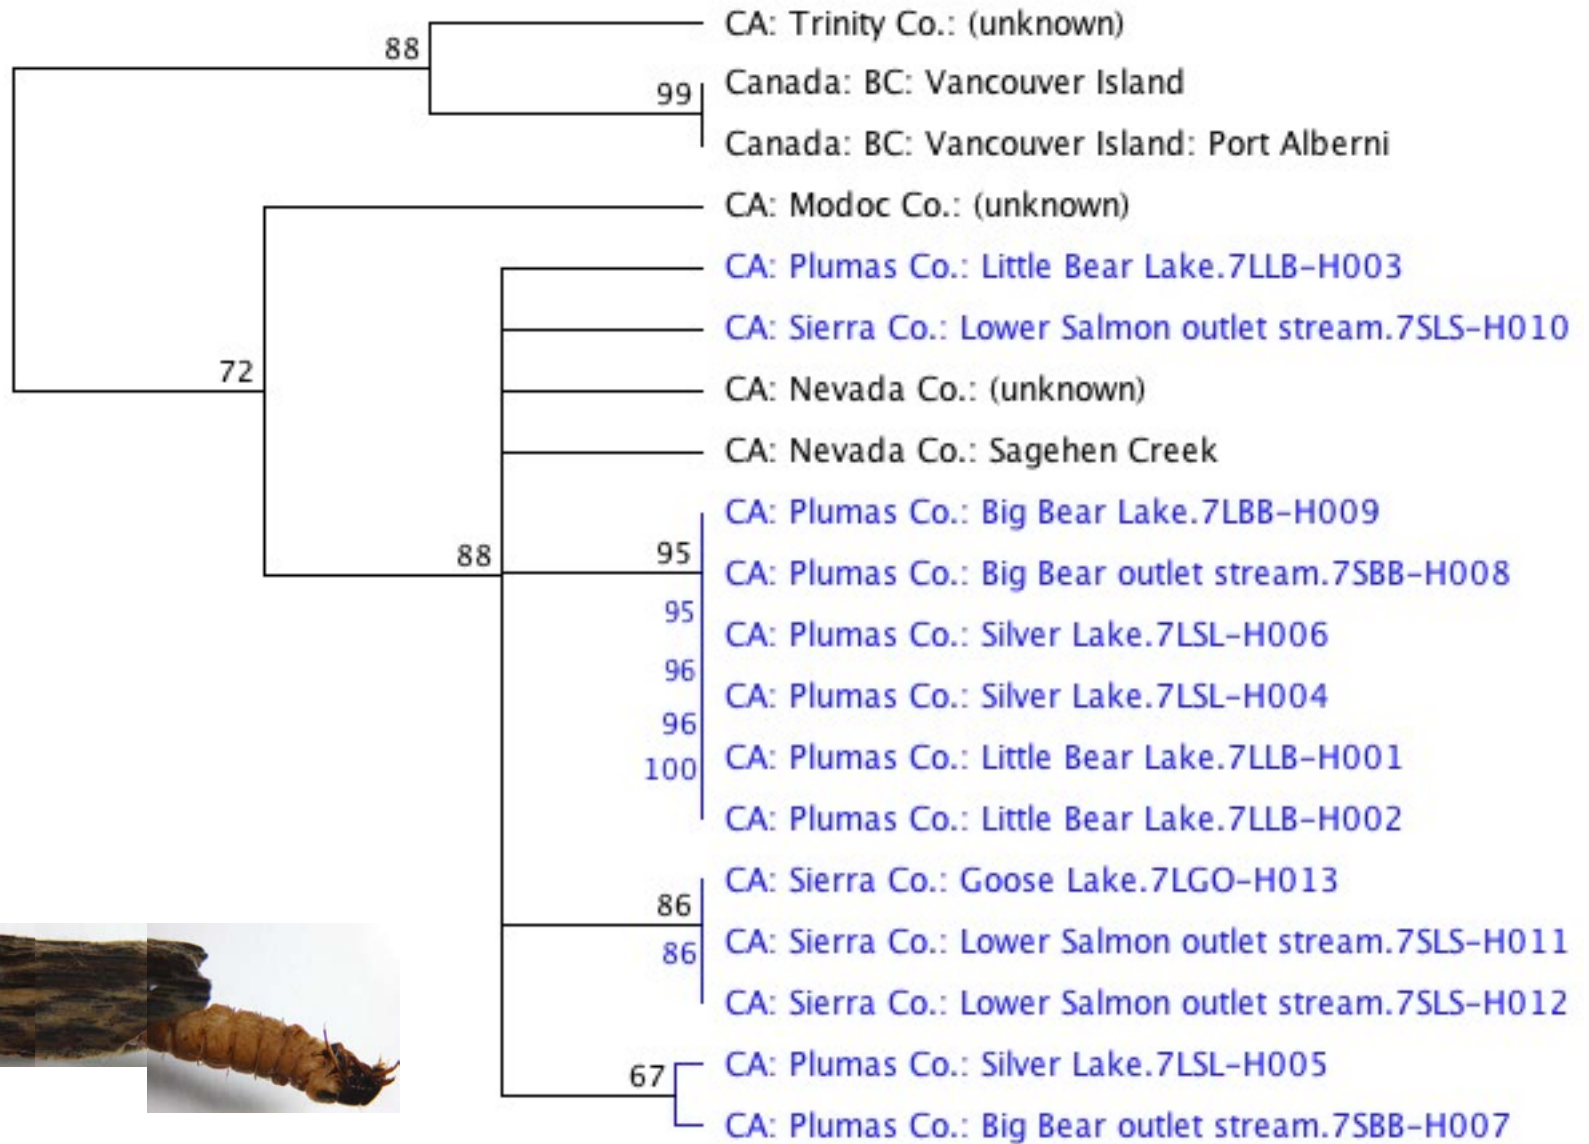 CA: Trinity Co.: (unknown)
88
Canada: BC: Vancouver Island
99
Canada: BC: Vancouver Island: Port Alberni
CA: Modoc Co.: (unknown)
CA: Plumas Co.: Little Bear Lake.7LLB-H003
CA: Sierra Co.: Lower Salmon outlet stream.7SLS-H010
72
CA: Nevada Co.: (unknown)
CA: Nevada Co.: Sagehen Creek
CA: Plumas Co.: Big Bear Lake.7LBB-H009
88
95
CA: Plumas Co.: Big Bear outlet stream.7SBB-H008
95
CA: Plumas Co.: Silver Lake.7LSL-H006
96
CA: Plumas Co.: Silver Lake.7LSL-H004
96
CA: Plumas Co.: Little Bear Lake.7LLB-H001
100
CA: Plumas Co.: Little Bear Lake.7LLB-H002
CA: Sierra Co.: Goose Lake.7LGO-H013
86
CA: Sierra Co.: Lower Salmon outlet stream.7SLS-H011
86
CA: Sierra Co.: Lower Salmon outlet stream.7SLS-H012
CA: Plumas Co.: Silver Lake.7LSL-H005
67
CA: Plumas Co.: Big Bear outlet stream.7SBB-H007